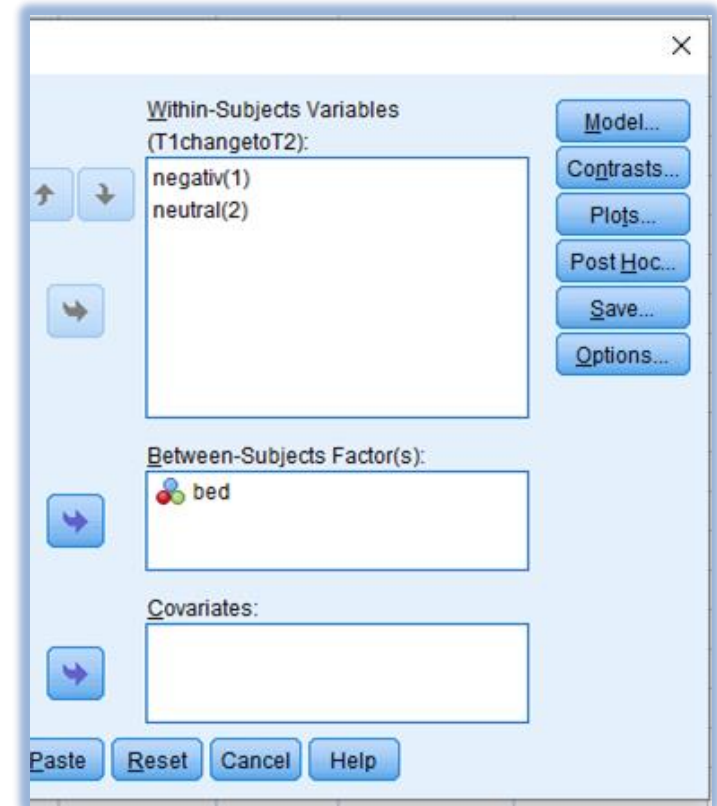 Within-Subjects Variables
(T1changetoT2):
negativ(1)
neutral(2)
Model...
Contrasts...
Plots...
Post Hoc...
Save...
Options...
Between-Subjects Factor(s):
bed
Covariates:
Paste Reset Cancel Help